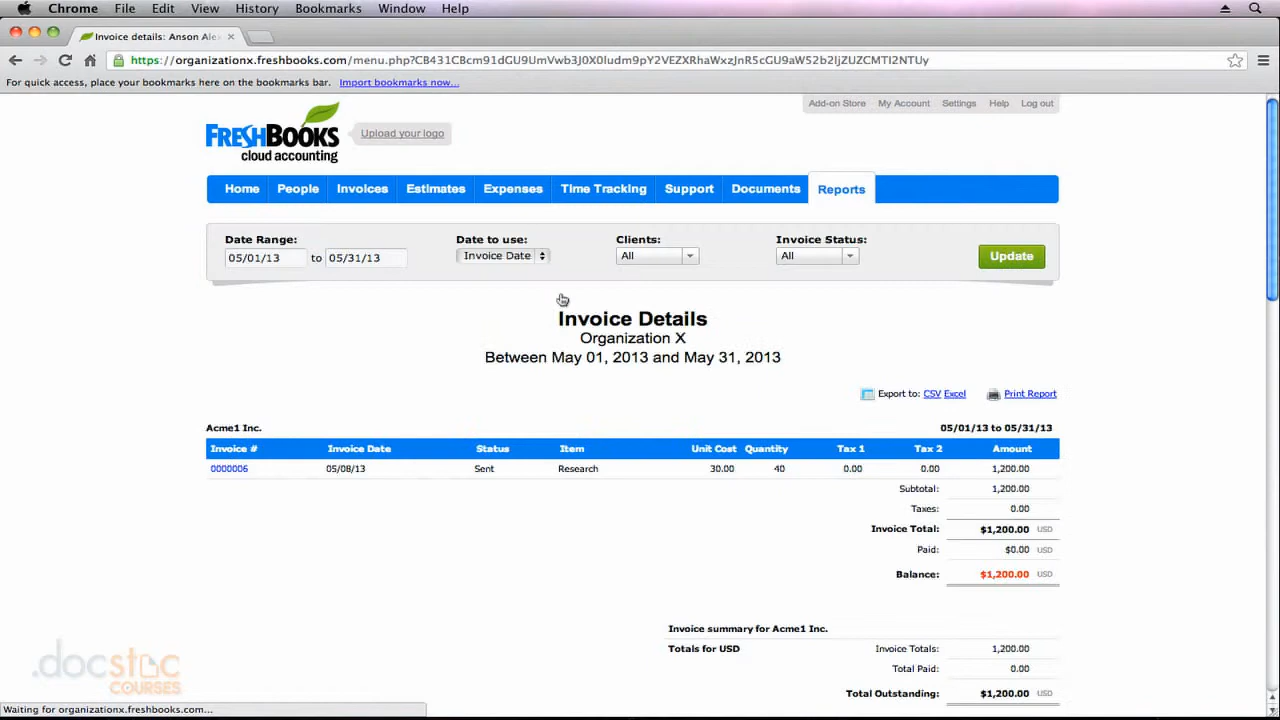 Chrome File Edit View History Bookmarks Window Help
Invoice details: Anson Ale
https://organizationx.freshbooks.com/menu.php?CB431CBcm91dGU9UmVwb3J0X0ludm9pY2VEZXRhaWxzJnR5cGU9aW52b2ljZUZCMTI2NTUy
For quick access, place your bookmarks here on the bookmarks bar. Import bookmarks now...
Add-on Store My Account Settings Help Log out
FRESHBOOKS
cloud accounting
Upload your logo
Home People Invoices Estimates Expenses Time Tracking Support Documents Reports
Date Range: Date to use: Clients: Invoice Status:
05/01/13 to 05/31/13 Invoice Date All All Update
Invoice Details
Organization X
Between May 01, 2013 and May 31, 2013
Export to: CSV Excel Print Report
Acme1 Inc. 05/01/13 to 05/31/13
Invoice # Invoice Date Status Item Unit Cost Quantity Tax 1 Tax 2 Amount
0000006 05/08/13 Sent Research 30.00 40 0.00 0.00 1,200.00
Subtotal: 1,200.00
Taxes: 0.00
Invoice Total: $1,200.00 USD
Paid: $0.00 USD
Balance: $1,200.00 USD
Invoice summary for Acme1 Inc.
Totals for USD Invoice Totals: 1,200.00
Total Paid: 0.00
Total Outstanding: $1,200.00 USD
.docstoc
COURSES
Waiting for organizationx.freshbooks.com...